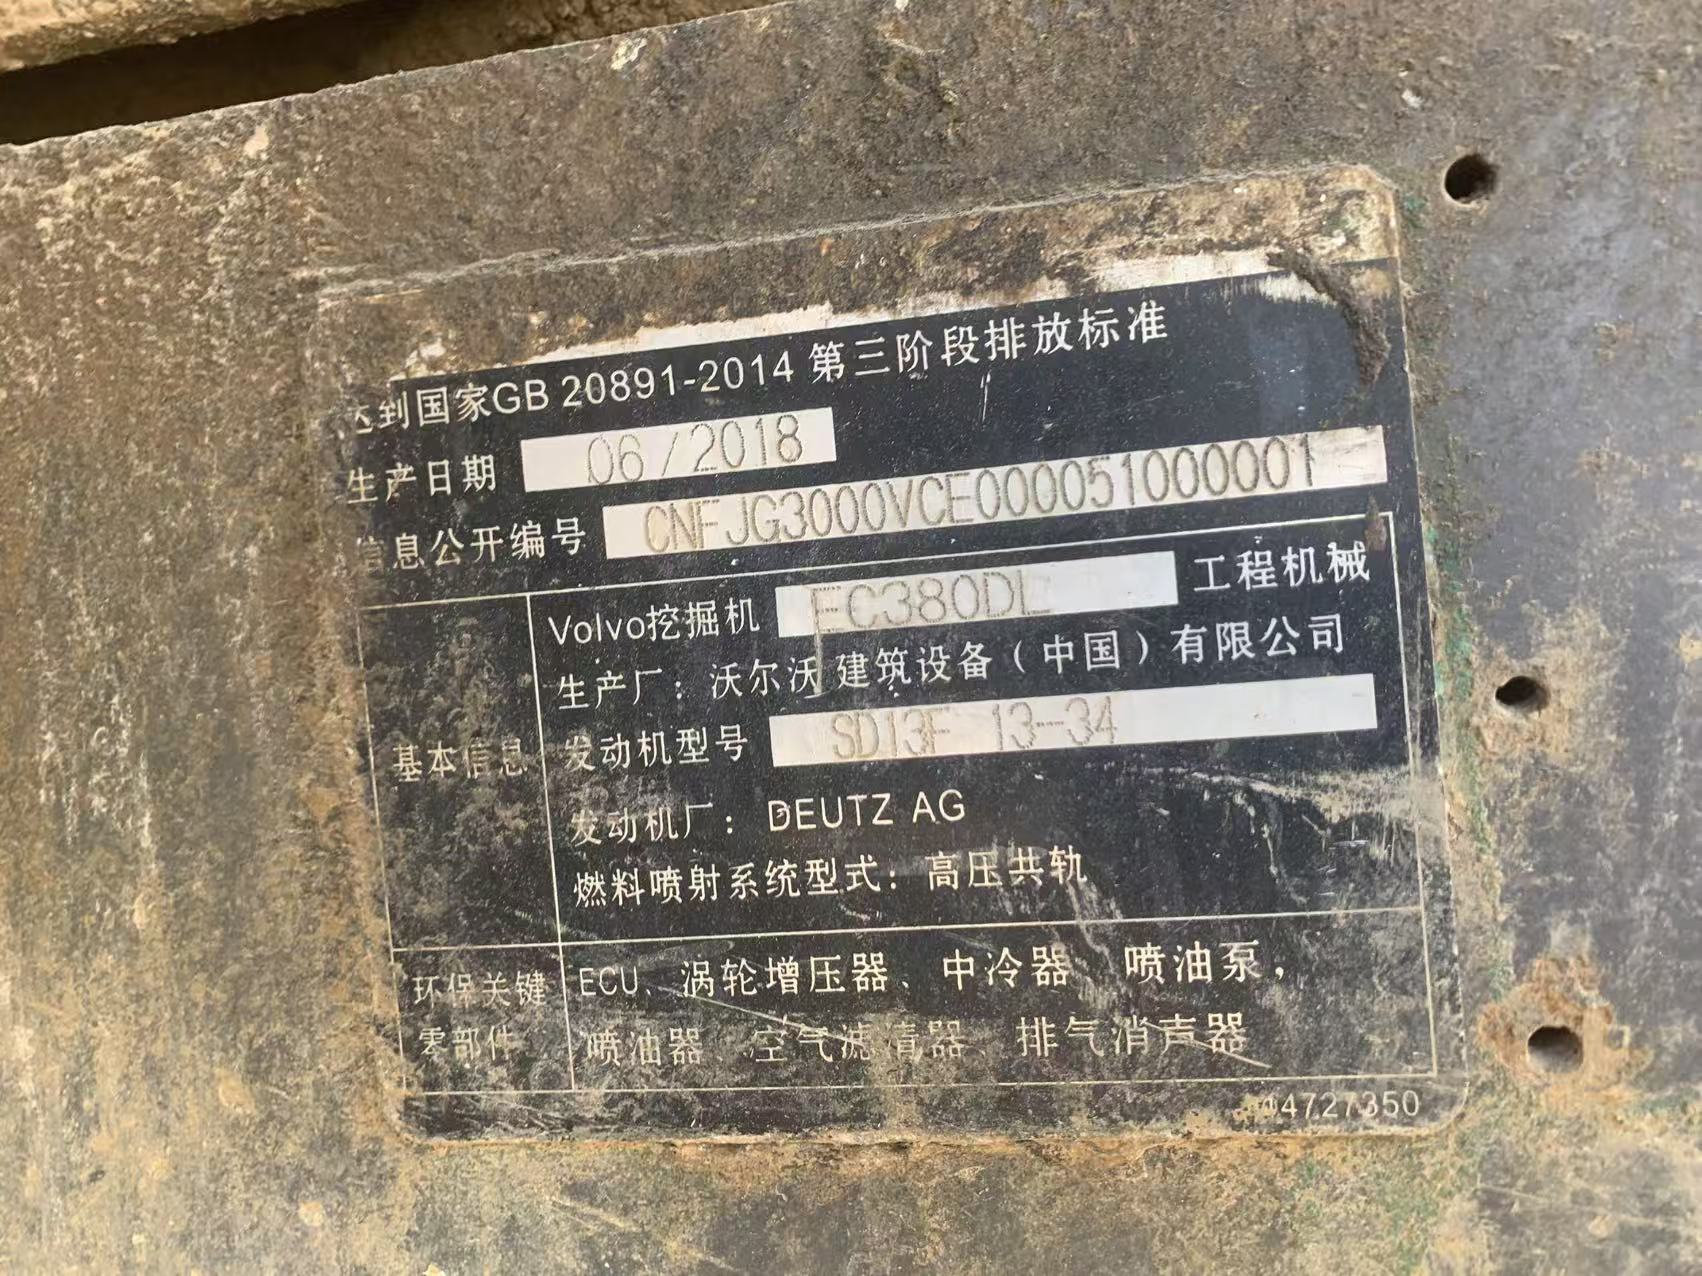 达到国家GB 20891-2014 第三阶段排放标准
生产日期 06/2018
信息公开编号 CNFJG3000VCE000051000001
Volvo挖掘机 EC380DL 工程机械
生产厂：沃尔沃建筑设备（中国）有限公司
基本信息
发动机型号 SD13F 13-34
发动机厂：DEUTZ AG
燃料喷射系统型式：高压共轨
环保关键
零部件
ECU、涡轮增压器、中冷器、喷油泵，
喷油器、空气滤清器、排气消声器
14727350